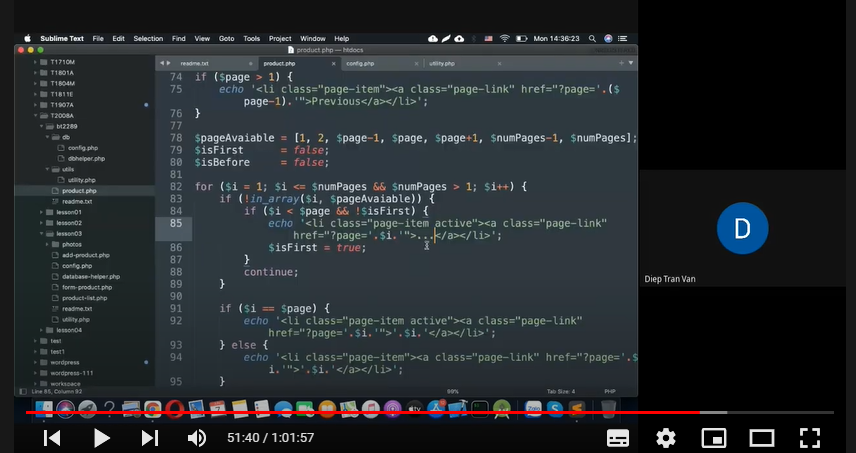 Sublime Text File Edit Selection Find View Goto Tools Project Window Help Mon 14:36:23
product.php — htdocs
T1710M
T1801A
T1804M
T1811E
T1907A
T2008A
bt2289
db
config.php
dbhelper.php
utils
utility.php
product.php
readme.txt
lesson01
lesson02
lesson03
photos
add-product.php
config.php
database-helper.php
form-product.php
product-list.php
readme.txt
utility.php
lesson04
test
test1
wordpress
wordpress-111
workspace
readme.txt product.php config.php utility.php
74 if ($page > 1) {
75 echo '<li class="page-item"><a class="page-link" href="?page='.($
page-1).'">Previous</a></li>';
76 }
77
78 $pageAvaiable = [1, 2, $page-1, $page, $page+1, $numPages-1, $numPages];
79 $isFirst = false;
80 $isBefore = false;
81
82 for ($i = 1; $i <= $numPages && $numPages > 1; $i++) {
83 if (!in_array($i, $pageAvaiable)) {
84 if ($i < $page && !$isFirst) {
85 echo '<li class="page-item active"><a class="page-link"
href="?page='.$i.'">...</a></li>';
86 $isFirst = true;
87 }
88 continue;
89 }
90
91 if ($i == $page) {
92 echo '<li class="page-item active"><a class="page-link"
href="?page='.$i.'">'.$i.'</a></li>';
93 } else {
94 echo '<li class="page-item"><a class="page-link" href="?page='.$
i.'">'.$i.'</a></li>';
95 }
Line 85, Column 92 99% Tab Size: 4 PHP
D
Diep Tran Van
51:40 / 1:01:57